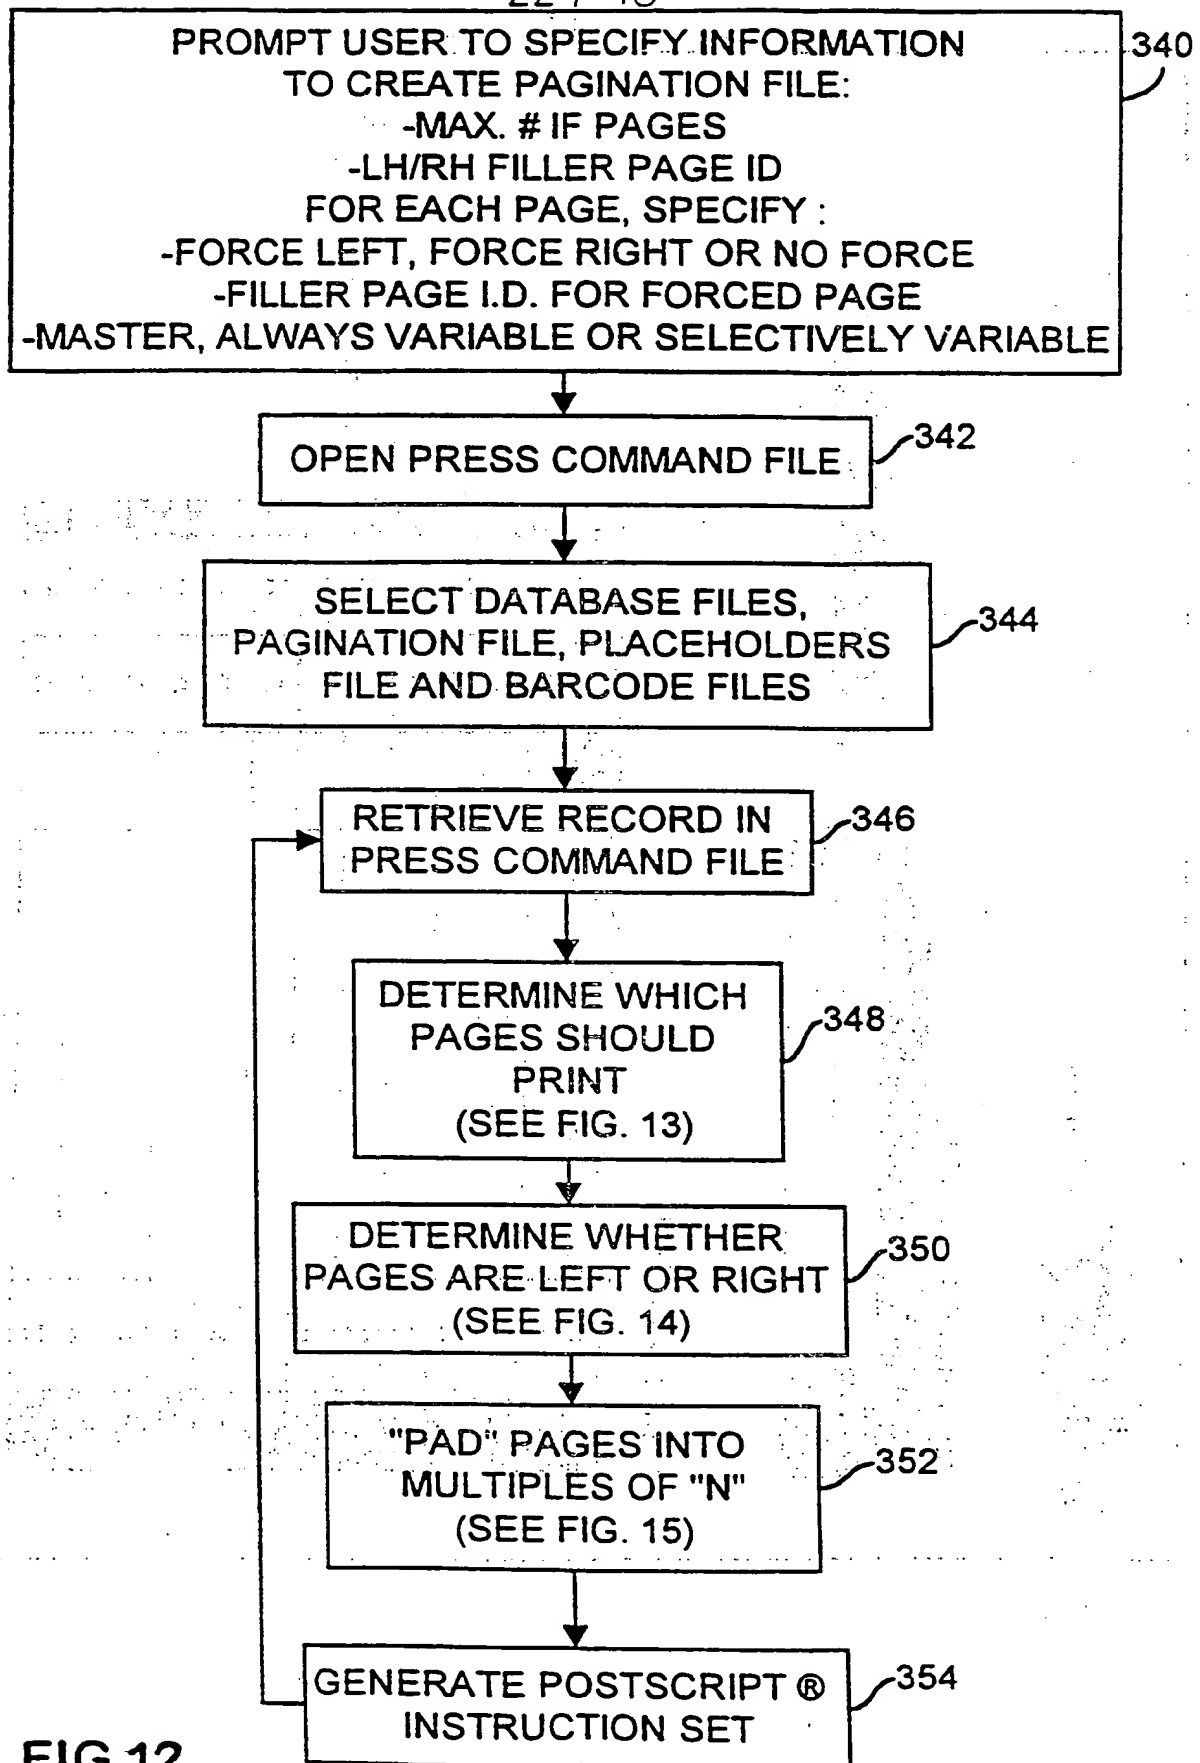 PROMPT USER TO SPECIFY INFORMATION
TO CREATE PAGINATION FILE:
-MAX. # IF PAGES
-LH/RH FILLER PAGE ID
FOR EACH PAGE, SPECIFY :
-FORCE LEFT, FORCE RIGHT OR NO FORCE
-FILLER PAGE I.D. FOR FORCED PAGE
-MASTER, ALWAYS VARIABLE OR SELECTIVELY VARIABLE
340
OPEN PRESS COMMAND FILE
342
SELECT DATABASE FILES,
PAGINATION FILE, PLACEHOLDERS
FILE AND BARCODE FILES
344
RETRIEVE RECORD IN
PRESS COMMAND FILE
346
DETERMINE WHICH
PAGES SHOULD
PRINT
(SEE FIG. 13)
348
DETERMINE WHETHER
PAGES ARE LEFT OR RIGHT
(SEE FIG. 14)
350
"PAD" PAGES INTO
MULTIPLES OF "N"
(SEE FIG. 15)
352
GENERATE POSTSCRIPT ®
INSTRUCTION SET
354
FIG.12